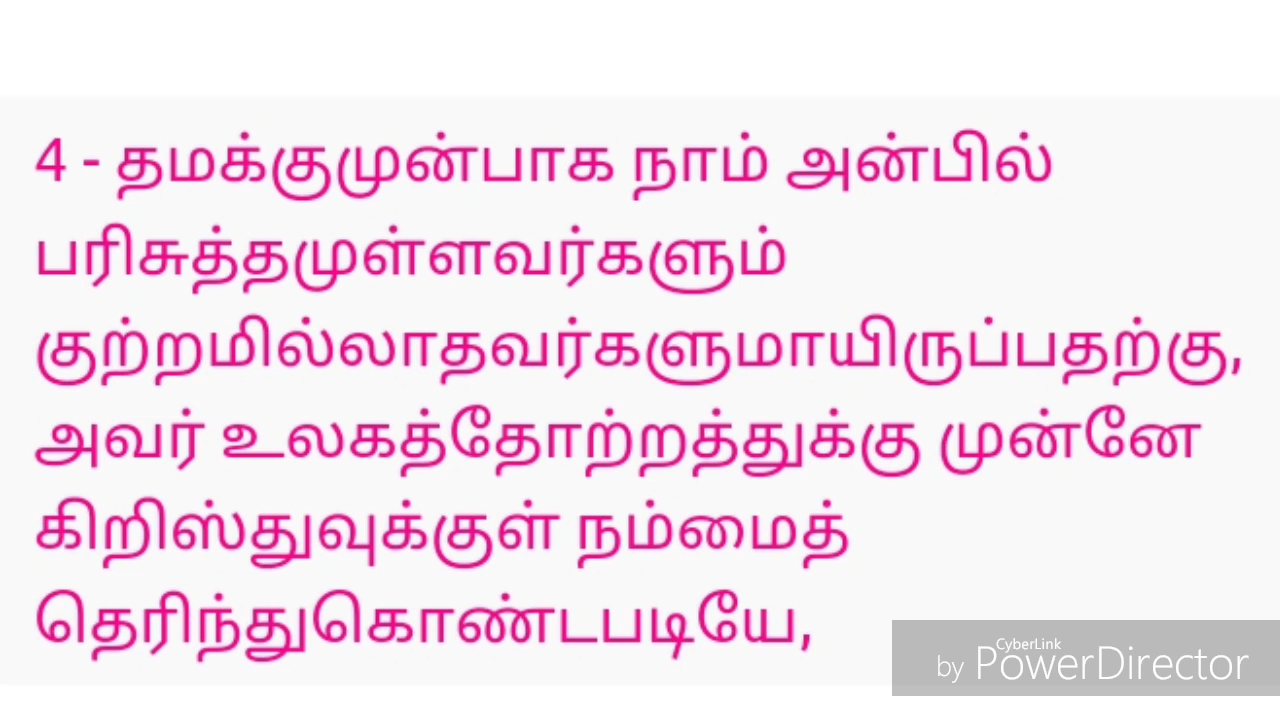 4 - தமக்குமுன்பாக நாம் அன்பில்
பரிசுத்தமுள்ளவர்களும்
குற்றமில்லாதவர்களுமாயிருப்பதற்கு,
அவர் உலகத்தோற்றத்துக்கு முன்னே
கிறிஸ்துவுக்குள் நம்மைத்
தெரிந்துகொண்டபடியே,
CyberLink
by PowerDirector